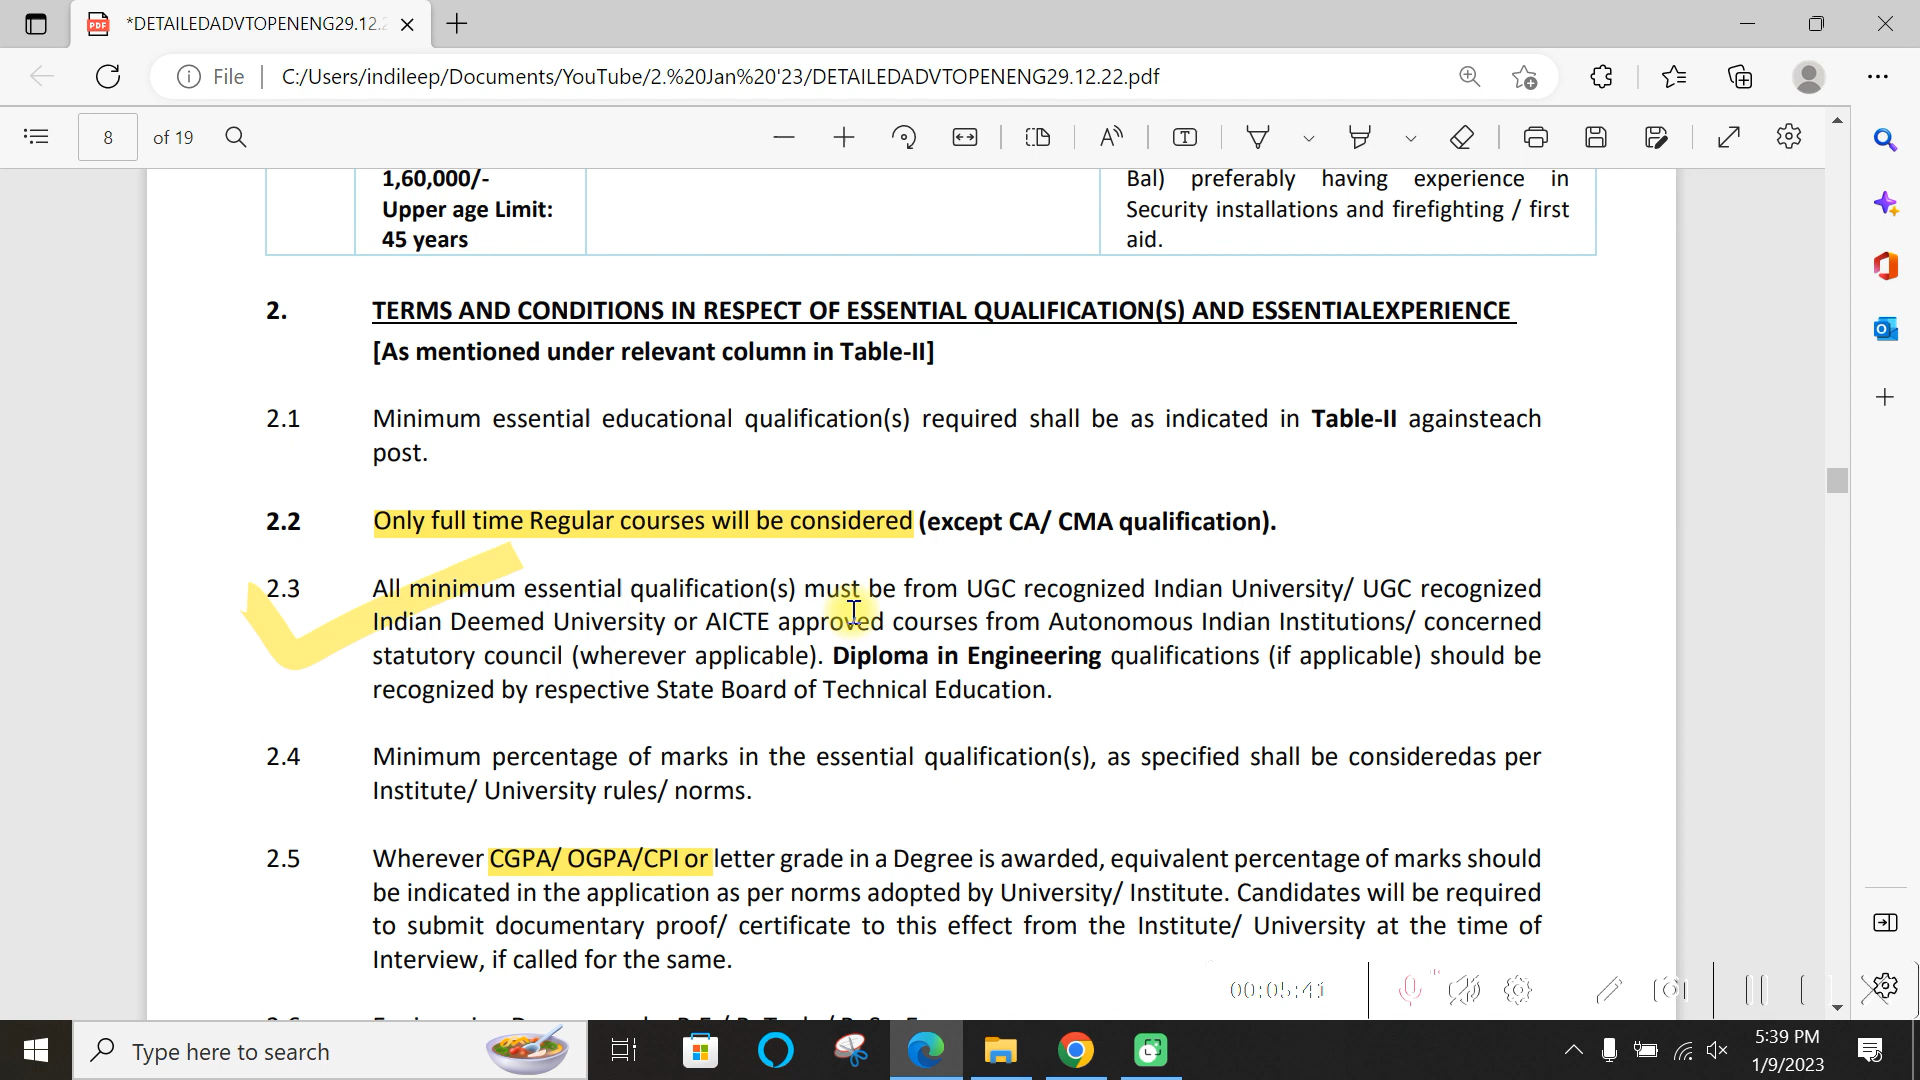 *DETAILEDADVTOPENENG29.12.2
File
C:/Users/indileep/Documents/YouTube/2.%20Jan%20'23/DETAILEDADVTOPENENG29.12.22.pdf
8 of 19
1,60,000/-
Upper age Limit:
45 years
Bal) preferably having experience in
Security installations and firefighting / first
aid.
2. TERMS AND CONDITIONS IN RESPECT OF ESSENTIAL QUALIFICATION(S) AND ESSENTIALEXPERIENCE
[As mentioned under relevant column in Table-II]
2.1 Minimum essential educational qualification(s) required shall be as indicated in Table-II againsteach
post.
2.2 Only full time Regular courses will be considered (except CA/ CMA qualification).
2.3 All minimum essential qualification(s) must be from UGC recognized Indian University/ UGC recognized
Indian Deemed University or AICTE approved courses from Autonomous Indian Institutions/ concerned
statutory council (wherever applicable). Diploma in Engineering qualifications (if applicable) should be
recognized by respective State Board of Technical Education.
2.4 Minimum percentage of marks in the essential qualification(s), as specified shall be consideredas per
Institute/ University rules/ norms.
2.5 Wherever CGPA/ OGPA/CPI or letter grade in a Degree is awarded, equivalent percentage of marks should
be indicated in the application as per norms adopted by University/ Institute. Candidates will be required
to submit documentary proof/ certificate to this effect from the Institute/ University at the time of
Interview, if called for the same.
00:05:41
Type here to search
5:39 PM
1/9/2023